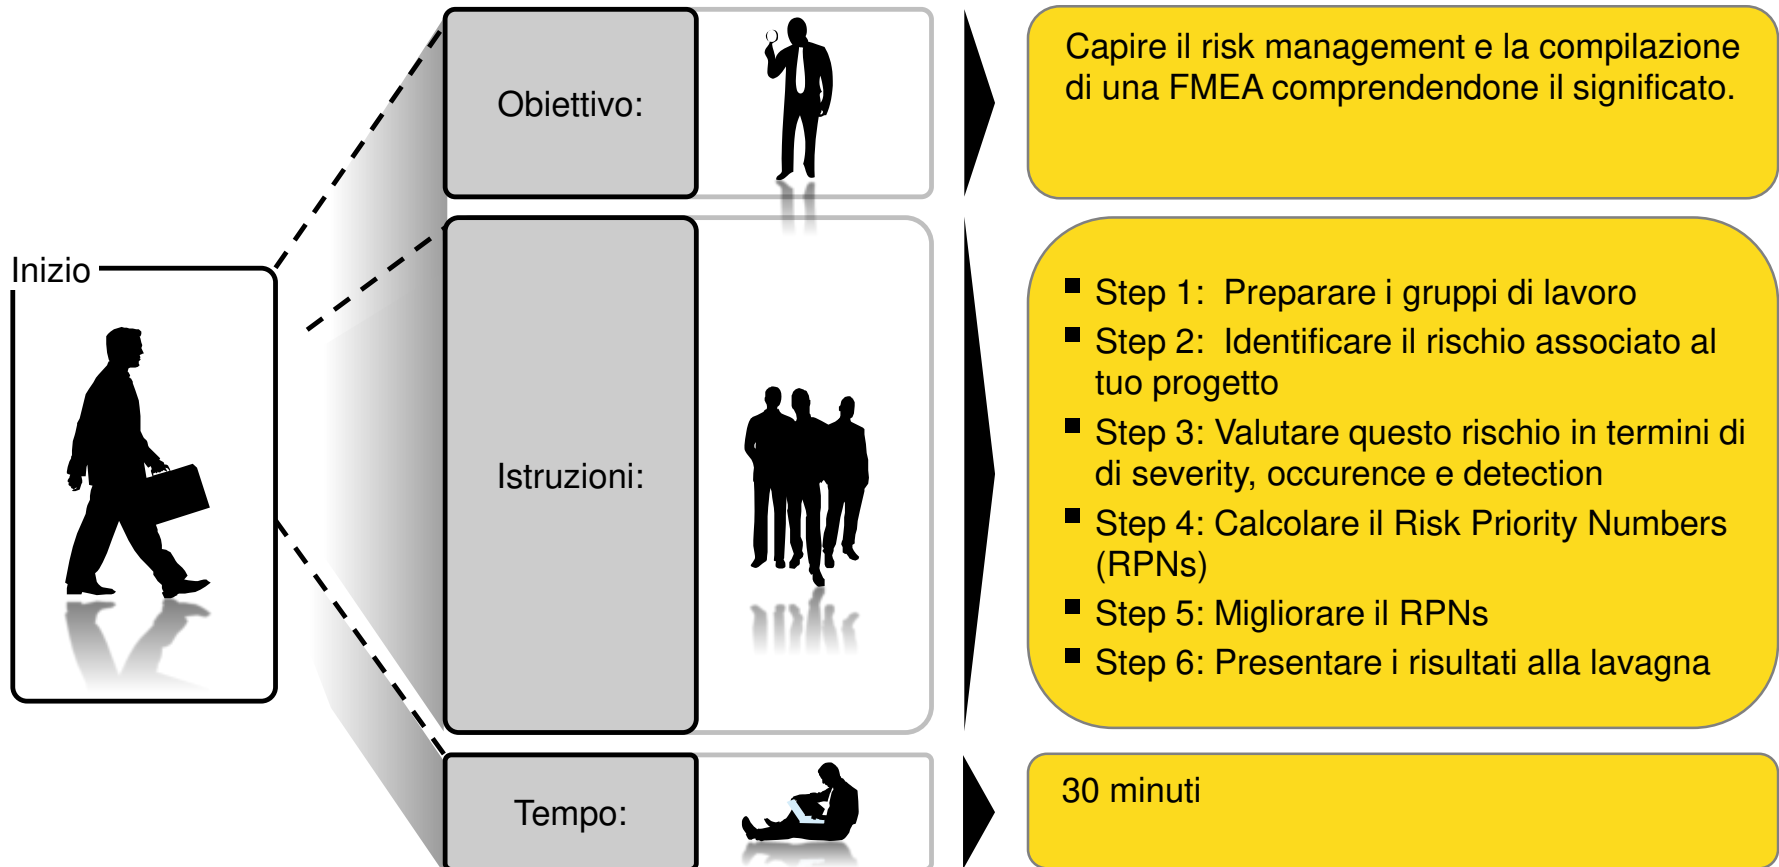 Inizio
Obiettivo:
Capire il risk management e la compilazione
di una FMEA comprendendone il significato.
Istruzioni:
▪ Step 1:  Preparare i gruppi di lavoro
▪ Step 2:  Identificare il rischio associato al
tuo progetto
▪ Step 3: Valutare questo rischio in termini di
di severity, occurence e detection
▪ Step 4: Calcolare il Risk Priority Numbers
(RPNs)
▪ Step 5: Migliorare il RPNs
▪ Step 6: Presentare i risultati alla lavagna
Tempo:
30 minuti